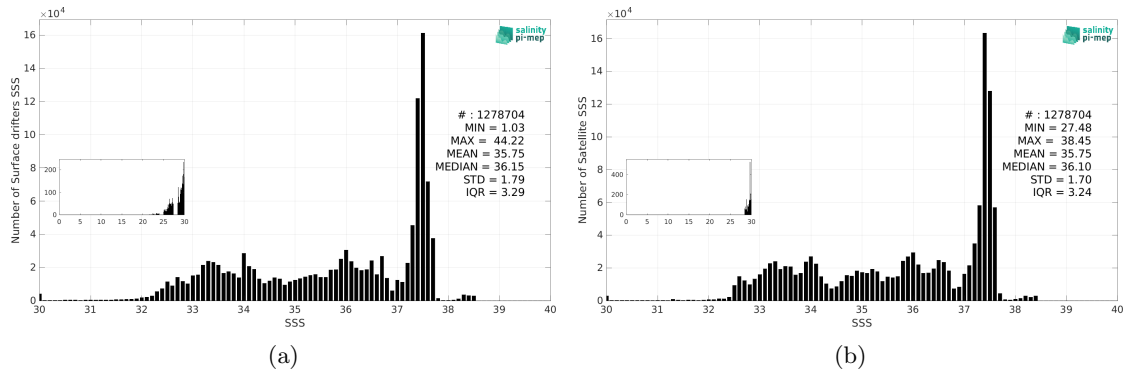 ×10⁴
salinity
pi-mep
# : 1278704
MIN = 1.03
MAX = 44.22
MEAN = 35.75
MEDIAN = 36.15
STD = 1.79
IQR = 3.29
16
14
12
10
8
6
4
2
0
Number of Surface drifters SSS
200
100
0
0 5 10 15 20 25 30
30 31 32 33 34 35 36 37 38 39 40
SSS
(a)
×10⁴
salinity
pi-mep
# : 1278704
MIN = 27.48
MAX = 38.45
MEAN = 35.75
MEDIAN = 36.10
STD = 1.70
IQR = 3.24
16
14
12
10
8
6
4
2
0
Number of Satellite SSS
400
200
0
0 5 10 15 20 25 30
30 31 32 33 34 35 36 37 38 39 40
SSS
(b)